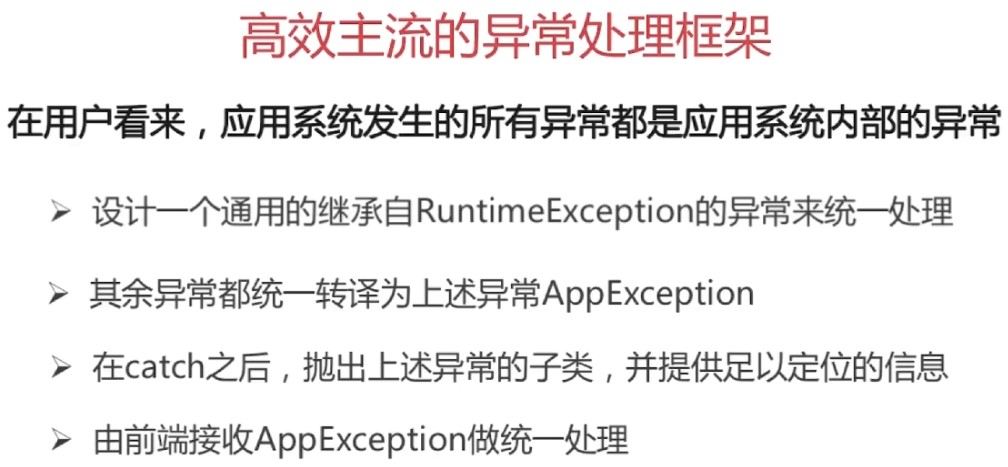 高效主流的异常处理框架
在用户看来，应用系统发生的所有异常都是应用系统内部的异常
➢ 设计一个通用的继承自RuntimeException的异常来统一处理
➢ 其余异常都统一转译为上述异常AppException
➢ 在catch之后，抛出上述异常的子类，并提供足以定位的信息
➢ 由前端接收AppException做统一处理